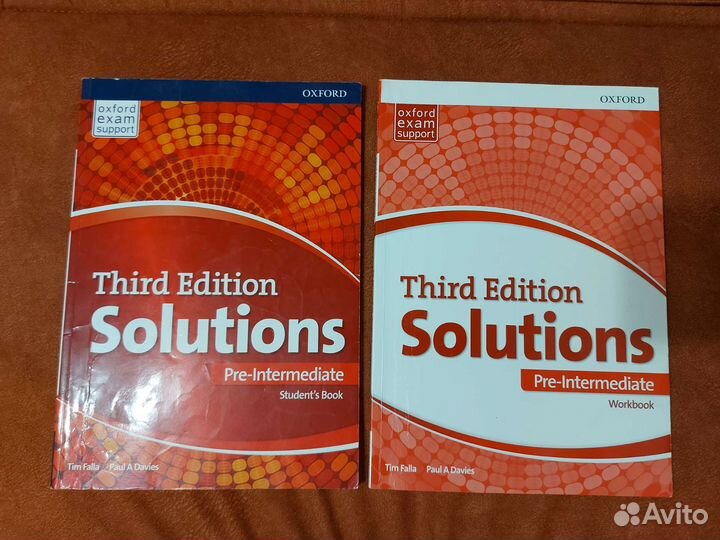 OXFORD
oxford
exam
support
Third Edition
Solutions
Pre-Intermediate
Student's Book
Tim Falla Paul A Davies
OXFORD
oxford
exam
support
Third Edition
Solutions
Pre-Intermediate
Workbook
Tim Falla Paul A Davies
Avito